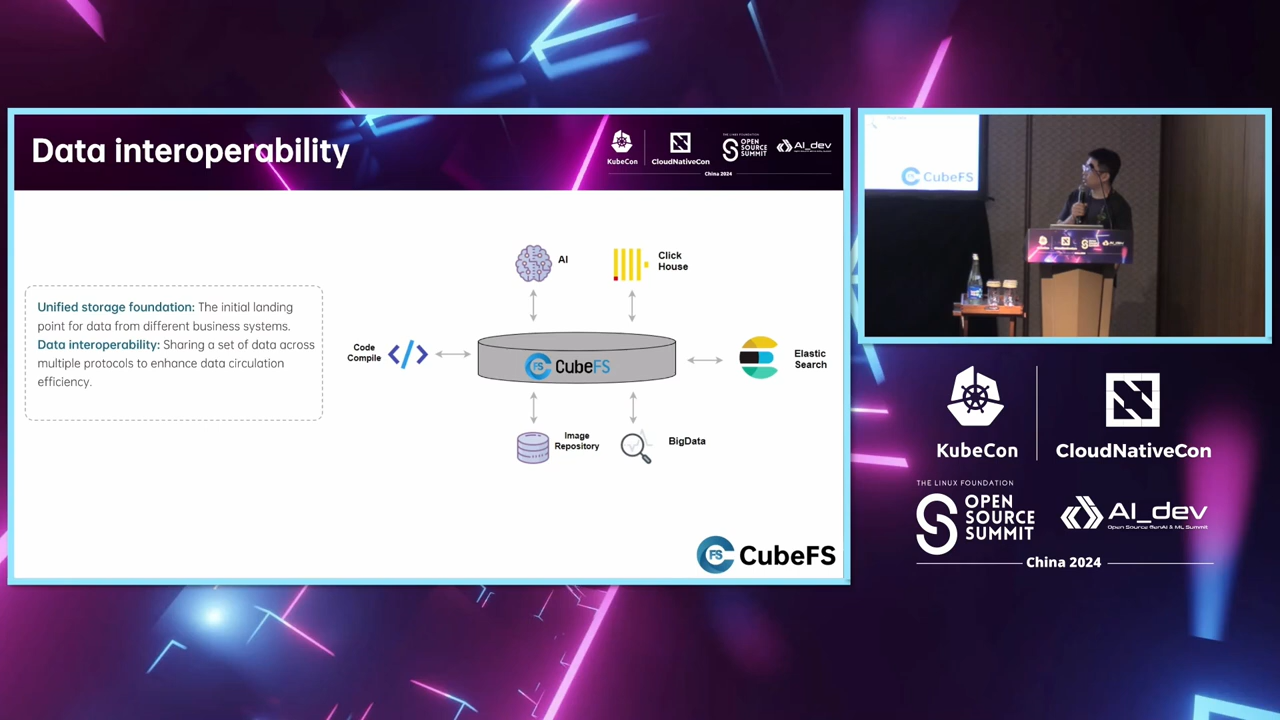 Data interoperability
KubeCon
CloudNativeCon
THE LINUX FOUNDATION
OPEN
SOURCE
SUMMIT
AI_dev
China 2024
Unified storage foundation: The initial landing
point for data from different business systems.
Data interoperability: Sharing a set of data across
multiple protocols to enhance data circulation
efficiency.
AI
Click
House
Code
Compile
</>
FS CubeFS
Elastic
Search
Image
Repository
BigData
FS CubeFS
CubeFS
KubeCon
CloudNativeCon
THE LINUX FOUNDATION
OPEN
SOURCE
SUMMIT
AI_dev
Open Source GenAI & ML Summit
China 2024